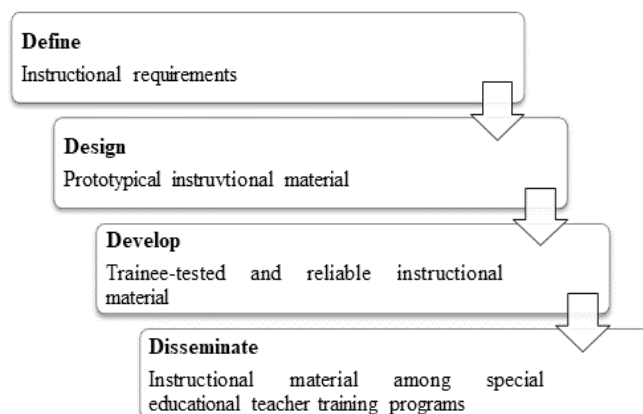 Define
Instructional requirements
Design
Prototypical instruvtional material
Develop
Trainee-tested and reliable instructional
material
Disseminate
Instructional material among special
educational teacher training programs